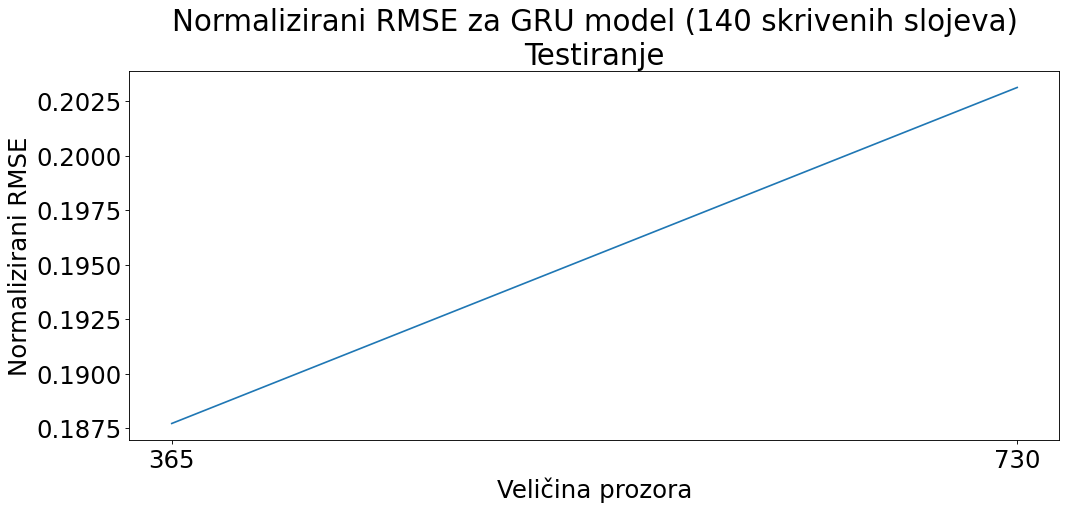 Normalizirani RMSE za GRU model (140 skrivenih slojeva)
Testiranje
Normalizirani RMSE
0.2025
0.2000
0.1975
0.1950
0.1925
0.1900
0.1875
365
730
Veličina prozora